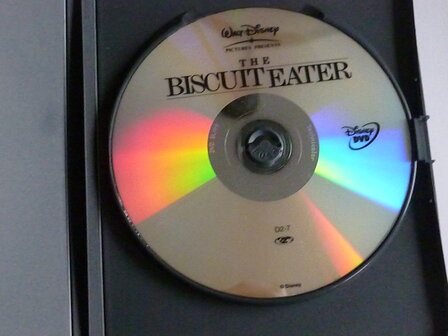 WALT DISNEY
PICTURES PRESENTS
THE
BISCUIT EATER
Disney
DVD
D2-7
© Disney